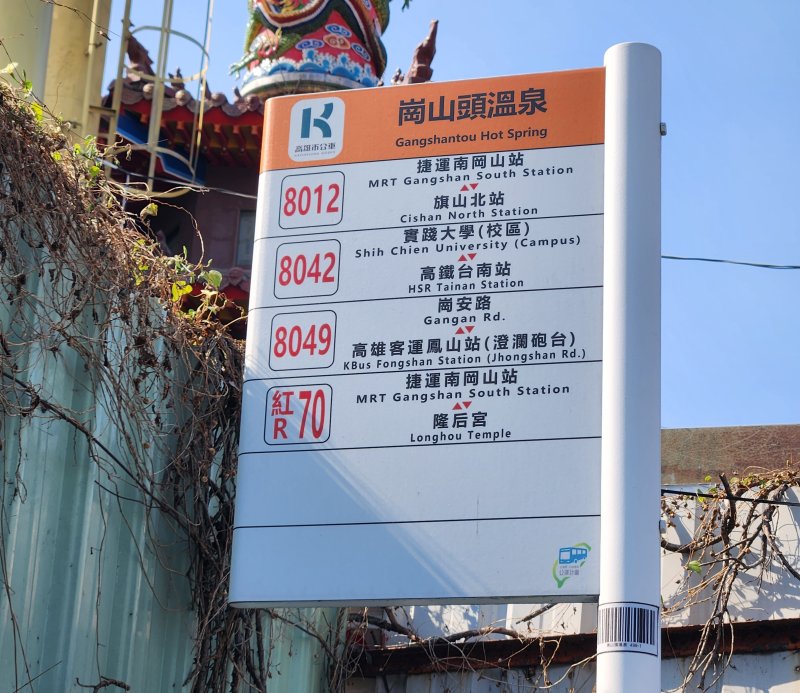 崗山頭溫泉
Gangshantou Hot Spring
K
高雄市公車
捷運南岡山站
MRT Gangshan South Station
8012
旗山北站
Cishan North Station
實踐大學(校區)
Shih Chien University (Campus)
8042
高鐵台南站
HSR Tainan Station
崗安路
Gangan Rd.
8049
高雄客運鳳山站(澄瀾砲台)
KBus Fongshan Station (Jhongshan Rd.)
捷運南岡山站
MRT Gangshan South Station
紅
R 70
隆后宮
Longhou Temple
公運計畫